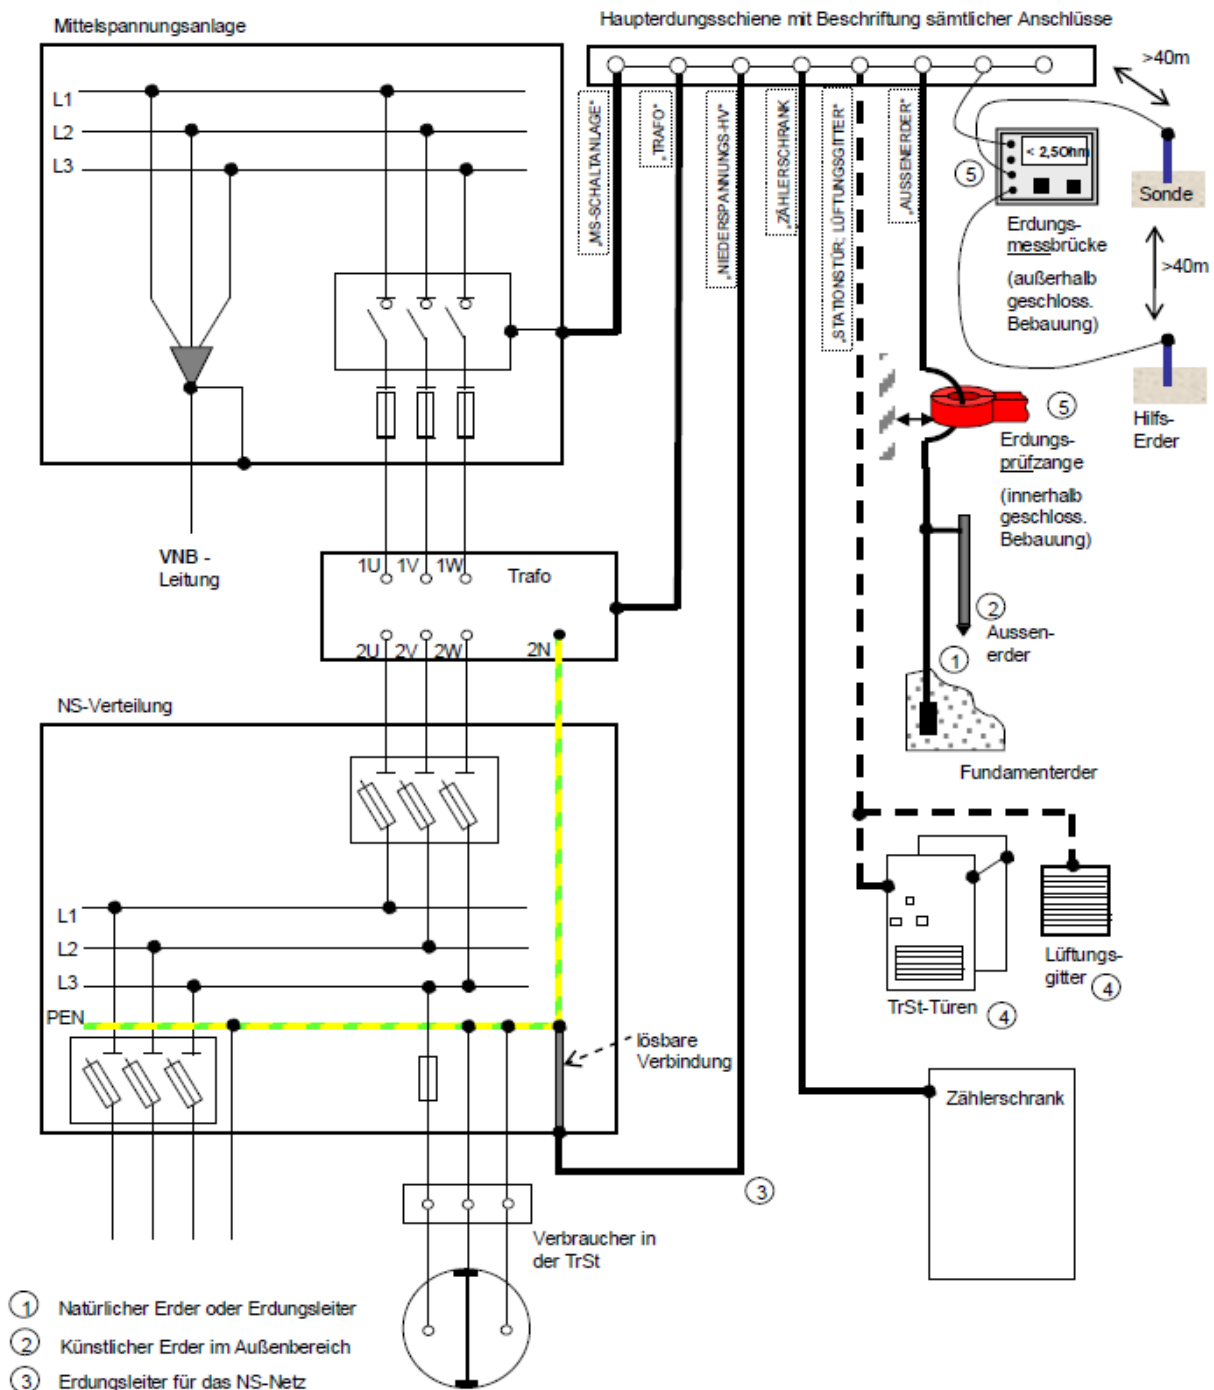 Mittelspannungsanlage
Haupterdungsschiene mit Beschriftung sämtlicher Anschlüsse
L1
L2
L3
„MS-SCHALTANLAGE"
„TRAFO"
„NIEDERSPANNUNGS-HV"
„ZÄHLERSCHRANK
„STATIONSTÜR; LÜFTUNGSGITTER"
„AUSSENERDER"
>40m
< 2,5Ohm
5
Sonde
Erdungs-
messbrücke
(außerhalb
geschloss.
Bebauung)
>40m
Hilfs-
Erder
5
Erdungs-
prüfzange
(innerhalb
geschloss.
Bebauung)
VNB -
Leitung
1U 1V 1W
Trafo
2U 2V 2W 2N
2
Aussen-
erder
1
Fundamenterder
NS-Verteilung
L1
L2
L3
PEN
lösbare
Verbindung
Lüftungs-
gitter
4
TrSt-Türen
4
Zählerschrank
3
Verbraucher in
der TrSt
1 Natürlicher Erder oder Erdungsleiter
2 Künstlicher Erder im Außenbereich
3 Erdungsleiter für das NS-Netz